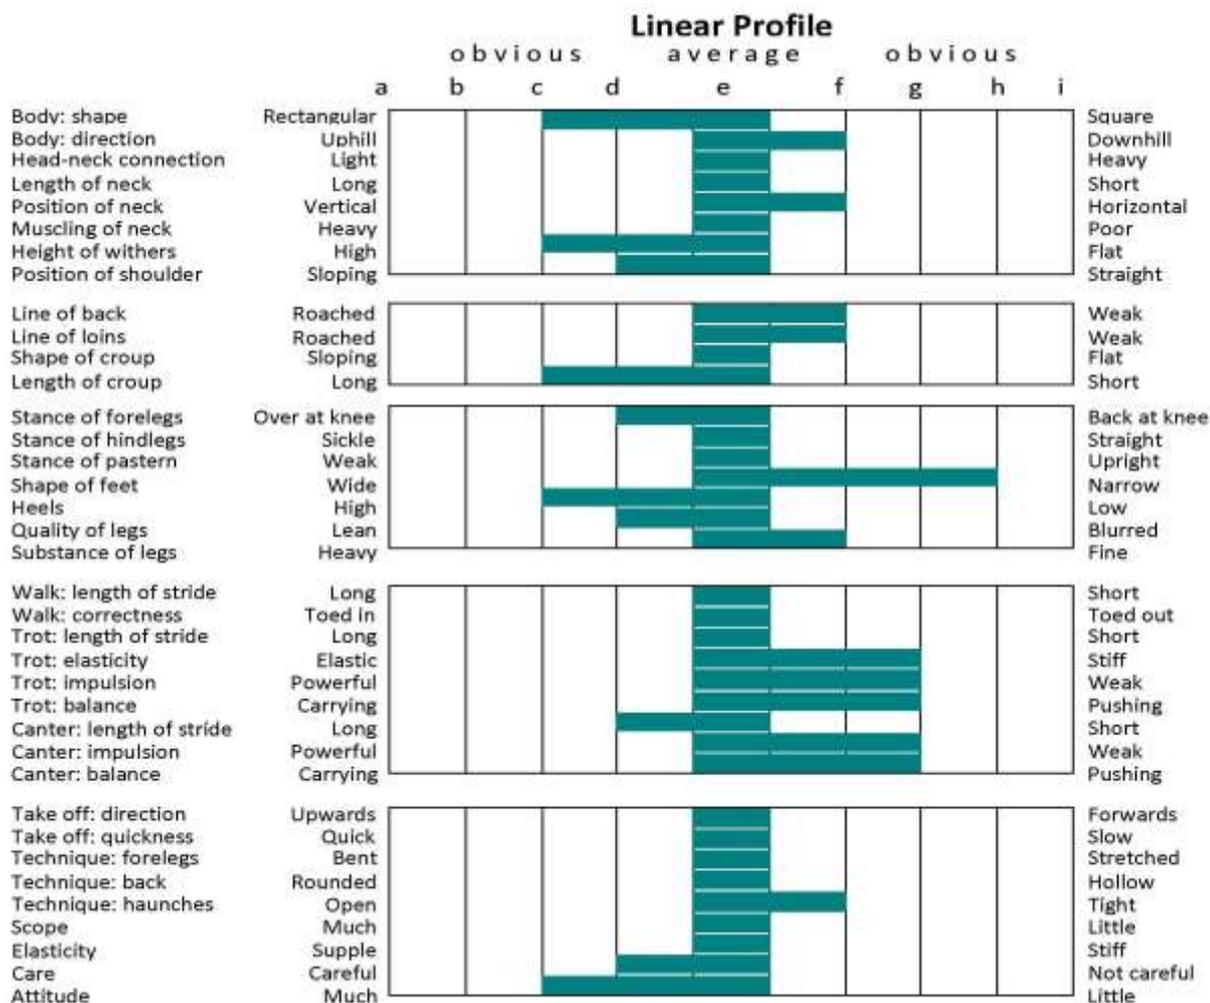 Linear Profile
obvious average obvious
a b c d e f g h i
Body: shape Rectangular Square
Body: direction Uphill Downhill
Head-neck connection Light Heavy
Length of neck Long Short
Position of neck Vertical Horizontal
Muscling of neck Heavy Poor
Height of withers High Flat
Position of shoulder Sloping Straight
Line of back Roached Weak
Line of loins Roached Weak
Shape of croup Sloping Flat
Length of croup Long Short
Stance of forelegs Over at knee Back at knee
Stance of hindlegs Sickle Straight
Stance of pastern Weak Upright
Shape of feet Wide Narrow
Heels High Low
Quality of legs Lean Blurred
Substance of legs Heavy Fine
Walk: length of stride Long Short
Walk: correctness Toed in Toed out
Trot: length of stride Long Short
Trot: elasticity Elastic Stiff
Trot: impulsion Powerful Weak
Trot: balance Carrying Pushing
Canter: length of stride Long Short
Canter: impulsion Powerful Weak
Canter: balance Carrying Pushing
Take off: direction Upwards Forwards
Take off: quickness Quick Slow
Technique: forelegs Bent Stretched
Technique: back Rounded Hollow
Technique: haunches Open Tight
Scope Much Little
Elasticity Supple Stiff
Care Careful Not careful
Attitude Much Little